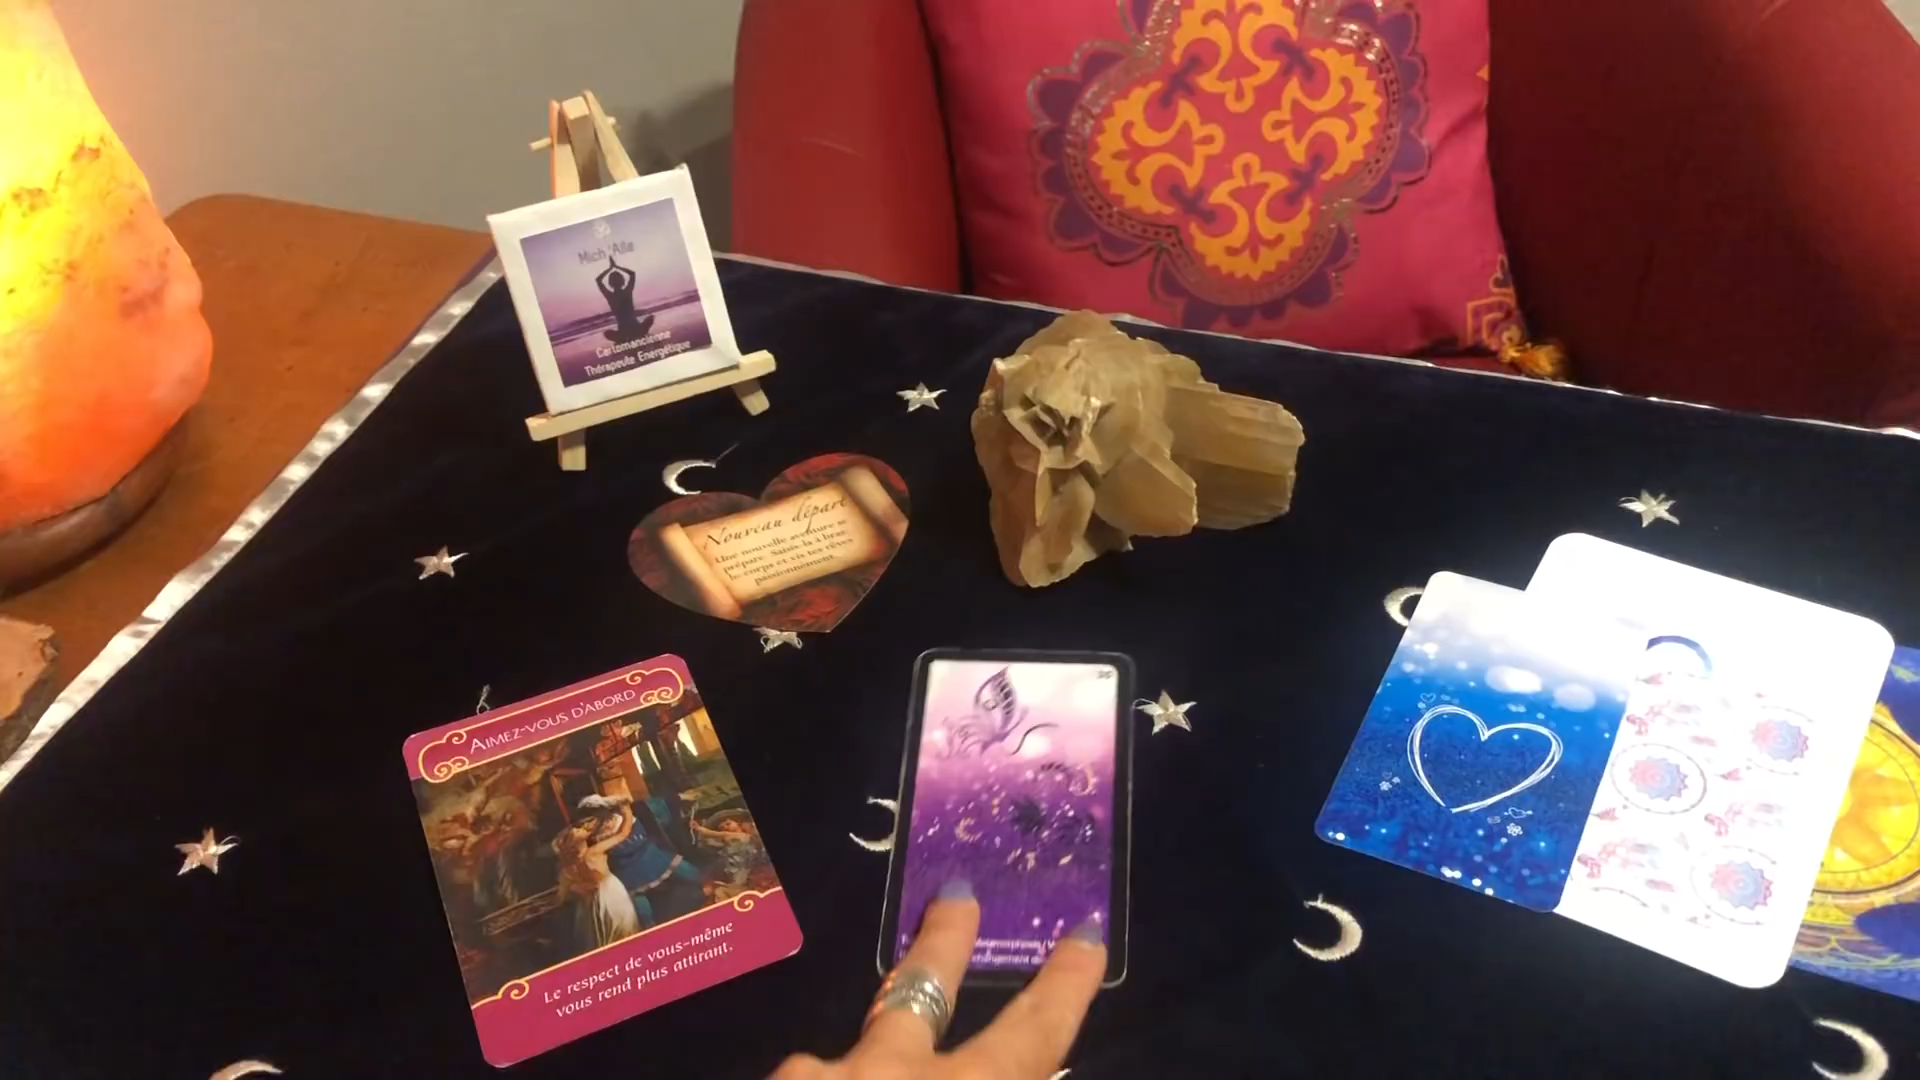 Mich'Aile
Cartomancienne
Thérapeute Energétique
Nouveau départ
Une nouvelle aventure se
prépare. Saisis-la à bras-
le-corps et vis tes rêves
passionnément.
AIMEZ-VOUS D'ABORD
Le respect de vous-même
vous rend plus attirant.